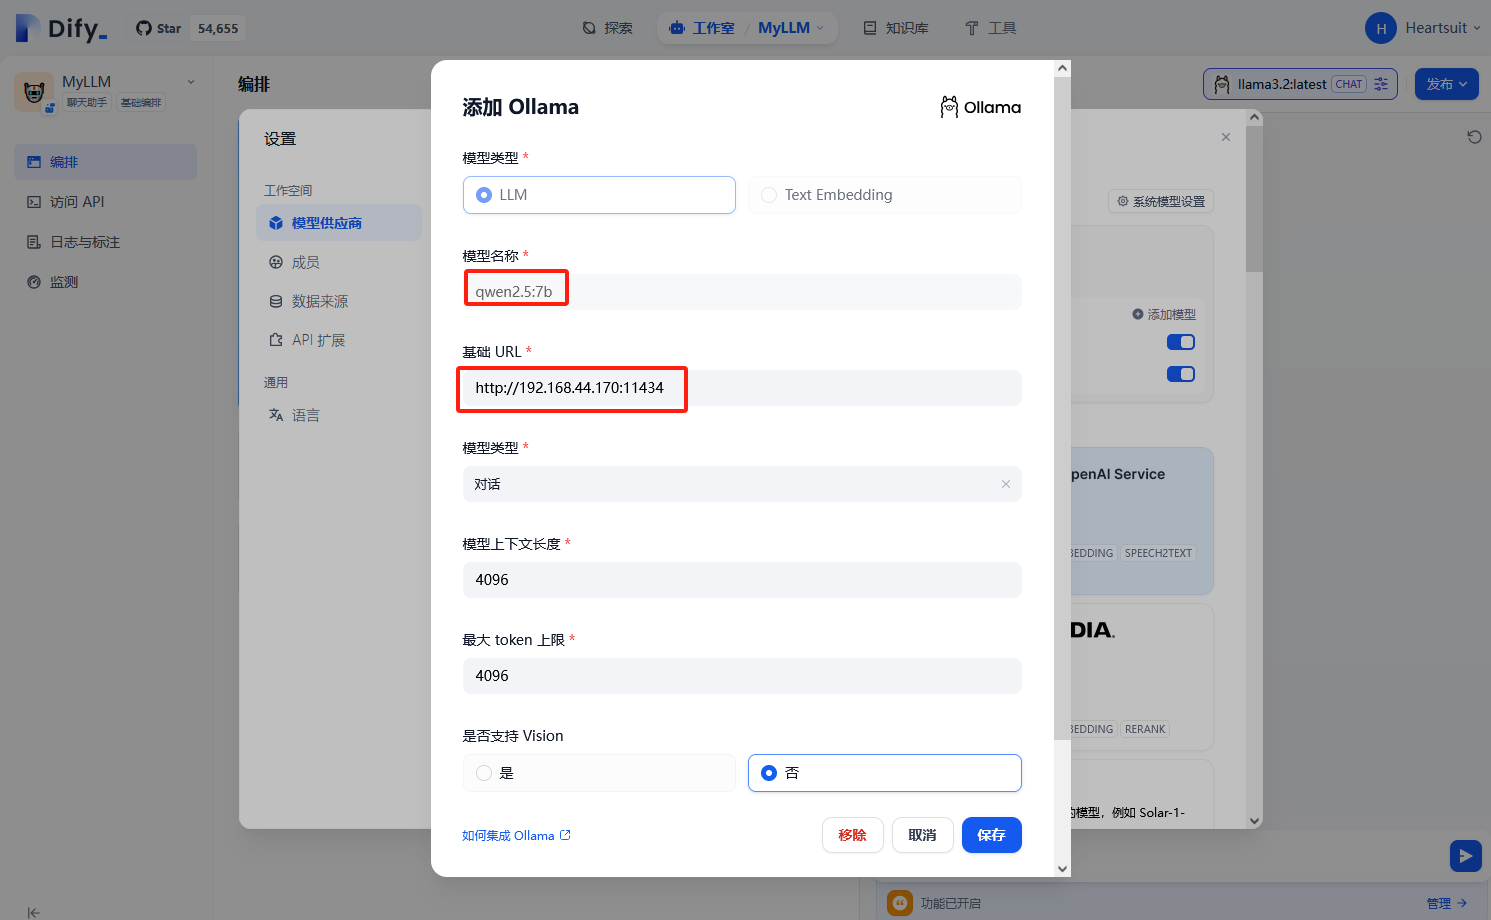 Dify_
Star 54,655
探索
工作室 / MyLLM
知识库
工具
H Heartsuit
MyLLM
聊天助手 基础编排
编排
访问 API
日志与标注
监测
编排
llama3.2:latest CHAT
发布
设置
工作空间
模型供应商
成员
数据来源
API 扩展
通用
语言
添加 Ollama
Ollama
模型类型 *
LLM
Text Embedding
模型名称 *
qwen2.5:7b
基础 URL *
http://192.168.44.170:11434
模型类型 *
对话
模型上下文长度 *
4096
最大 token 上限 *
4096
是否支持 Vision
是
否
如何集成 Ollama
移除
取消
保存
系统模型设置
添加模型
penAI Service
BEDDING SPEECH2TEXT
DIA.
BEDDING RERANK
的模型，例如 Solar-1-
功能已开启
管理